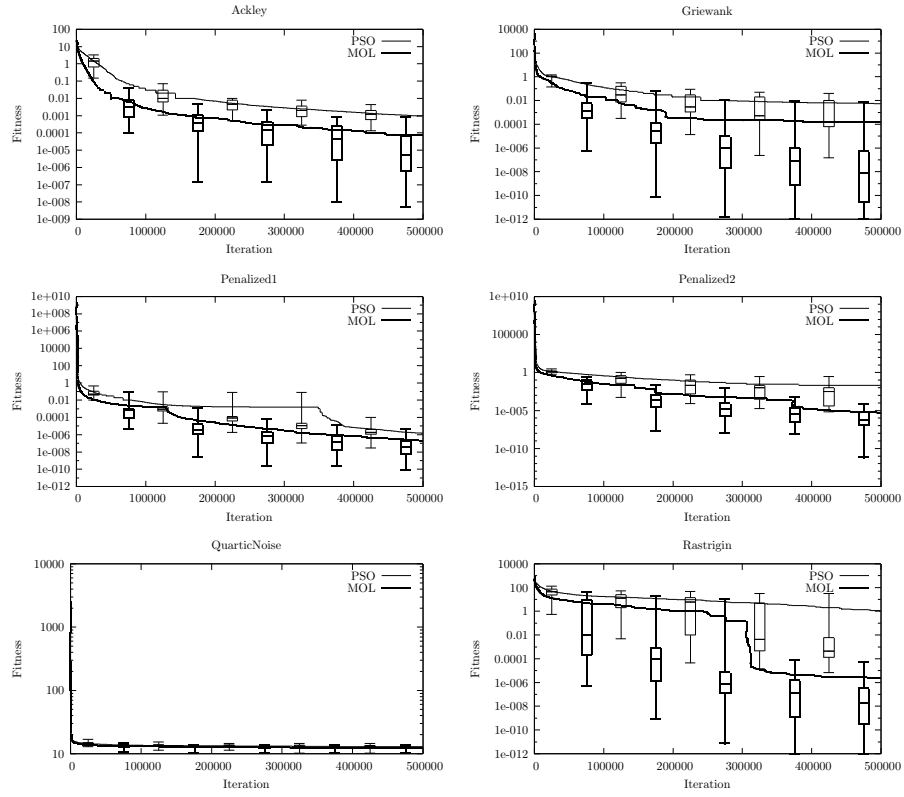 Ackley
100
10
1
0.1
0.01
0.001
0.0001
1e-005
1e-006
1e-007
1e-008
1e-009
Fitness
PSO
MOL
0 100000 200000 300000 400000 500000
Iteration
Griewank
10000
100
1
0.01
0.0001
1e-006
1e-008
1e-010
1e-012
Fitness
PSO
MOL
0 100000 200000 300000 400000 500000
Iteration
Penalized1
1e+010
1e+008
1e+006
10000
100
1
0.01
0.0001
1e-006
1e-008
1e-010
1e-012
Fitness
PSO
MOL
0 100000 200000 300000 400000 500000
Iteration
Penalized2
1e+010
100000
1
1e-005
1e-010
1e-015
Fitness
PSO
MOL
0 100000 200000 300000 400000 500000
Iteration
QuarticNoise
10000
1000
100
10
Fitness
PSO
MOL
0 100000 200000 300000 400000 500000
Iteration
Rastrigin
10000
100
1
0.01
0.0001
1e-006
1e-008
1e-010
1e-012
Fitness
PSO
MOL
0 100000 200000 300000 400000 500000
Iteration